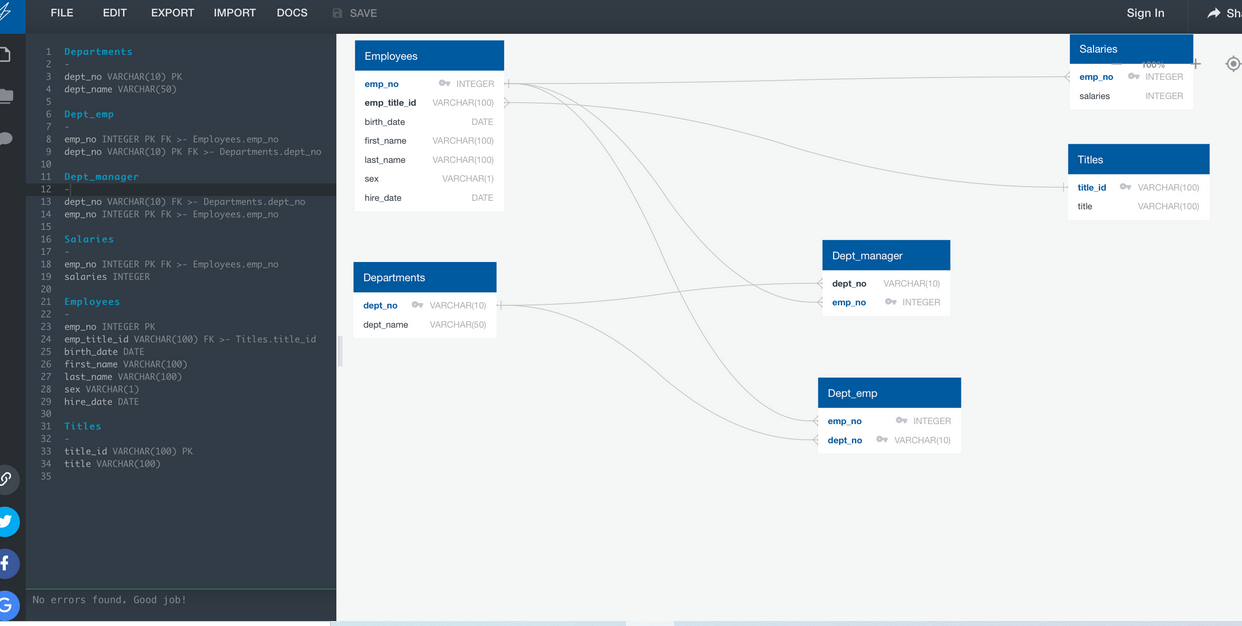 FILE EDIT EXPORT IMPORT DOCS SAVE Sign In Sh
1 Departments
2 -
3 dept_no VARCHAR(10) PK
4 dept_name VARCHAR(50)
5
6 Dept_emp
7 -
8 emp_no INTEGER PK FK >- Employees.emp_no
9 dept_no VARCHAR(10) PK FK >- Departments.dept_no
10
11 Dept_manager
12 -
13 dept_no VARCHAR(10) FK >- Departments.dept_no
14 emp_no INTEGER PK FK >- Employees.emp_no
15
16 Salaries
17 -
18 emp_no INTEGER PK FK >- Employees.emp_no
19 salaries INTEGER
20
21 Employees
22 -
23 emp_no INTEGER PK
24 emp_title_id VARCHAR(100) FK >- Titles.title_id
25 birth_date DATE
26 first_name VARCHAR(100)
27 last_name VARCHAR(100)
28 sex VARCHAR(1)
29 hire_date DATE
30
31 Titles
32 -
33 title_id VARCHAR(100) PK
34 title VARCHAR(100)
35
No errors found. Good job!
Employees
emp_no INTEGER
emp_title_id VARCHAR(100)
birth_date DATE
first_name VARCHAR(100)
last_name VARCHAR(100)
sex VARCHAR(1)
hire_date DATE
Departments
dept_no VARCHAR(10)
dept_name VARCHAR(50)
Salaries
100%
emp_no INTEGER
salaries INTEGER
Titles
title_id VARCHAR(100)
title VARCHAR(100)
Dept_manager
dept_no VARCHAR(10)
emp_no INTEGER
Dept_emp
emp_no INTEGER
dept_no VARCHAR(10)